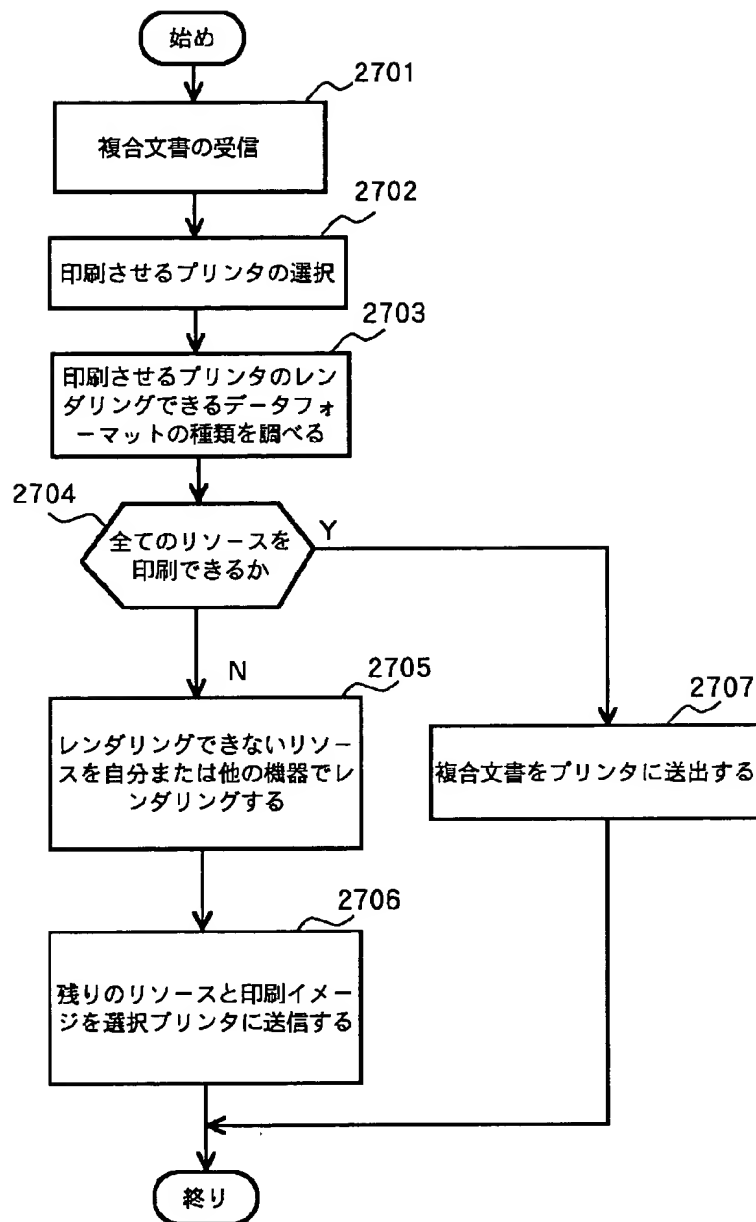 始め
2701
複合文書の受信
2702
印刷させるプリンタの選択
2703
印刷させるプリンタのレン
ダリングできるデータフォ
ーマットの種類を調べる
2704
全てのリソースを
印刷できるか
Y
N
2705
レンダリングできないリソー
スを自分または他の機器でレ
ンダリングする
2707
複合文書をプリンタに送出する
2706
残りのリソースと印刷イメー
ジを選択プリンタに送信する
終り